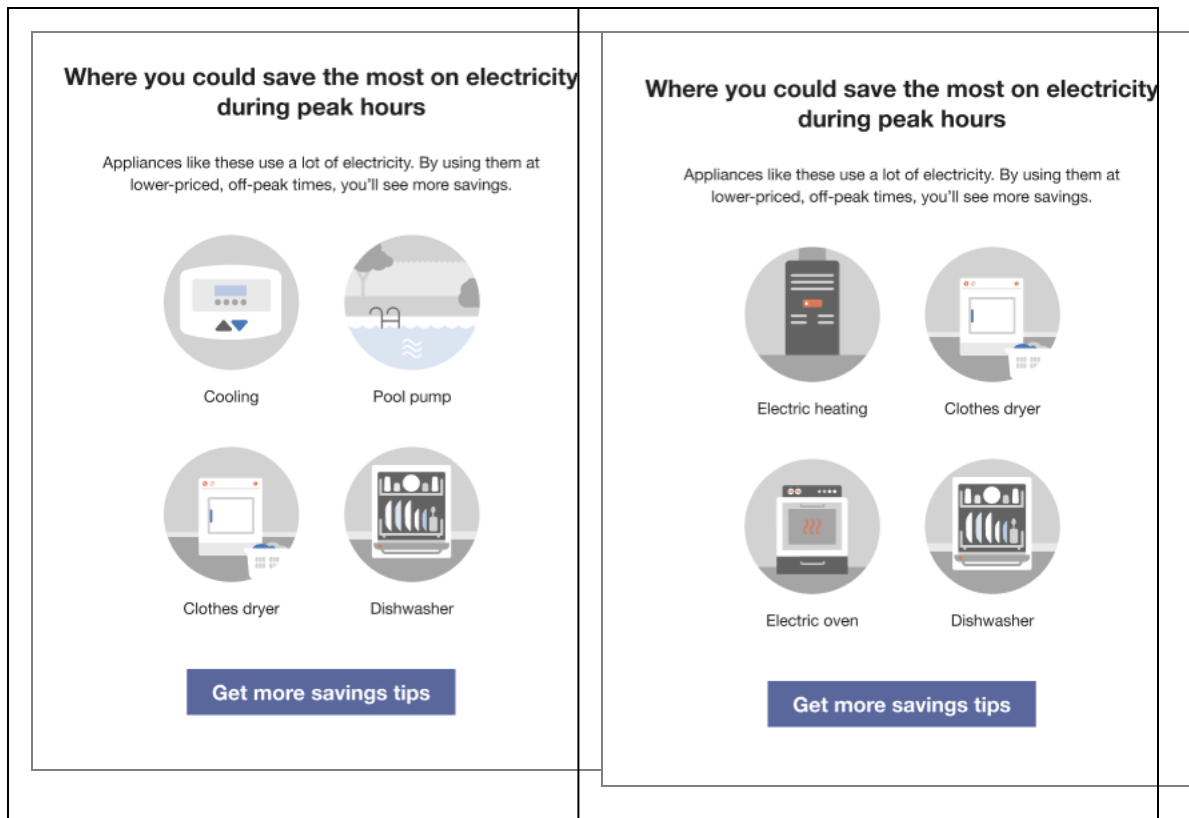 Where you could save the most on electricity
during peak hours
Appliances like these use a lot of electricity. By using them at
lower-priced, off-peak times, you’ll see more savings.
Cooling
Pool pump
Clothes dryer
Dishwasher
Get more savings tips
Where you could save the most on electricity
during peak hours
Appliances like these use a lot of electricity. By using them at
lower-priced, off-peak times, you’ll see more savings.
Electric heating
Clothes dryer
Electric oven
Dishwasher
Get more savings tips